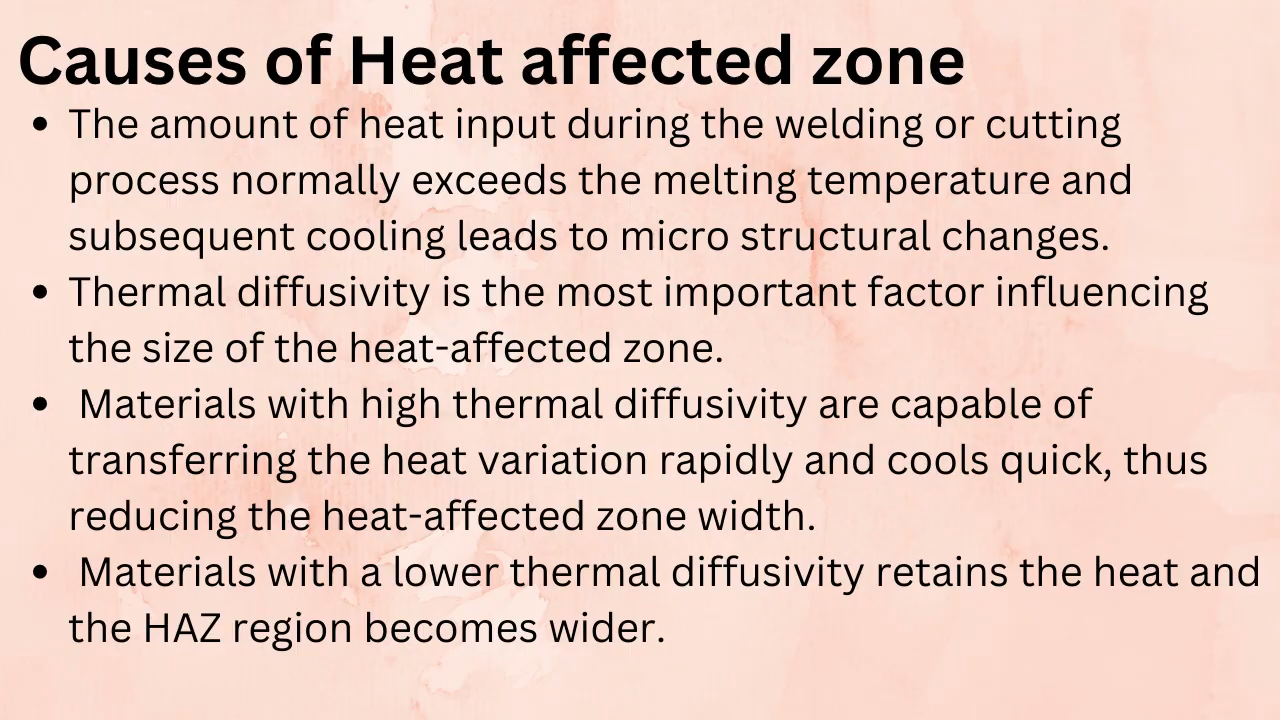 Causes of Heat affected zone
• The amount of heat input during the welding or cutting
process normally exceeds the melting temperature and
subsequent cooling leads to micro structural changes.
• Thermal diffusivity is the most important factor influencing
the size of the heat-affected zone.
• Materials with high thermal diffusivity are capable of
transferring the heat variation rapidly and cools quick, thus
reducing the heat-affected zone width.
• Materials with a lower thermal diffusivity retains the heat and
the HAZ region becomes wider.